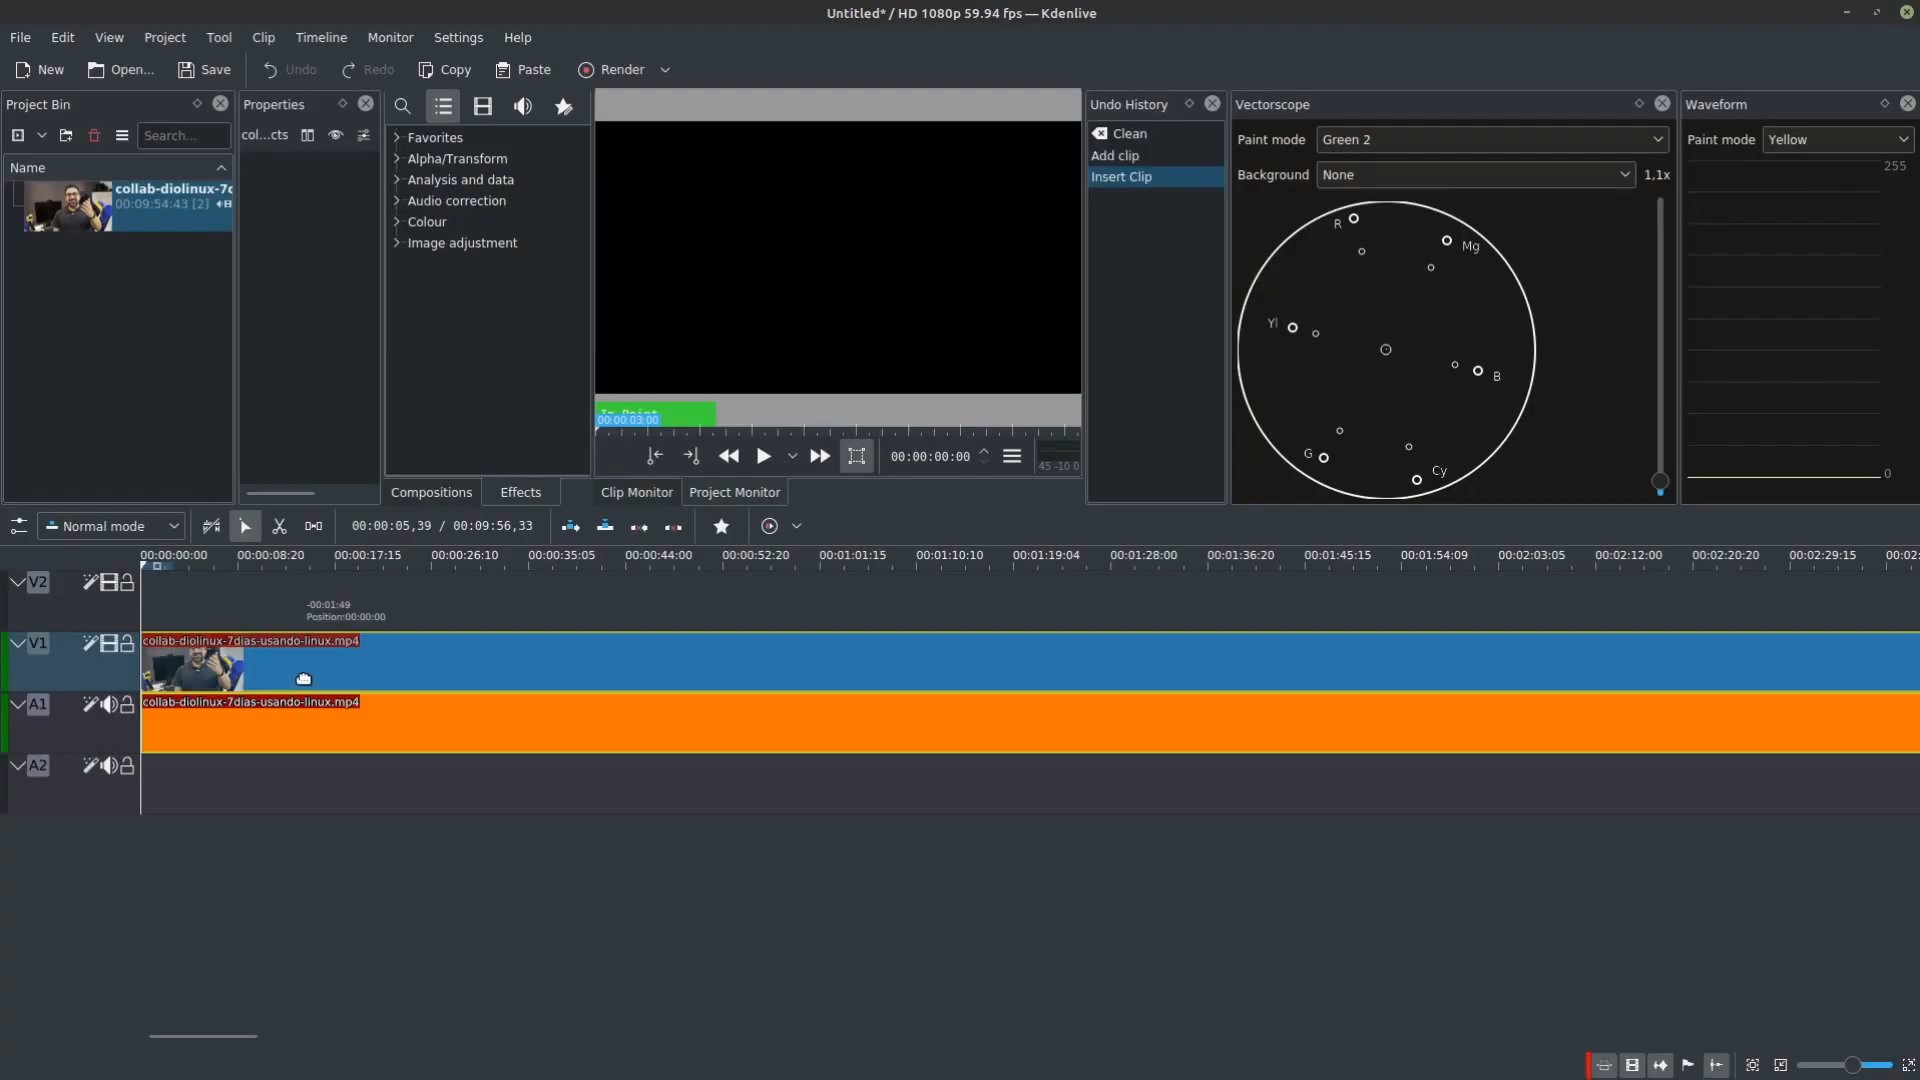 Untitled* / HD 1080p 59.94 fps — Kdenlive
File Edit View Project Tool Clip Timeline Monitor Settings Help
New Open... Save Undo Redo Copy Paste Render
Project Bin
Search...
Name
collab-diolinux-7d
00:09:54:43 [2]
Properties
col...cts
Favorites
Alpha/Transform
Analysis and data
Audio correction
Colour
Image adjustment
Compositions Effects
In Point
00:00:03:00
00:00:00:00
45 -10 0
Clip Monitor Project Monitor
Undo History
Clean
Add clip
Insert Clip
Vectorscope
Paint mode Green 2
Background None 1,1x
R
Mg
Yl
B
G
Cy
Waveform
Paint mode Yellow
255
0
Normal mode 00:00:05,39 / 00:09:56,33
00:00:00:00 00:00:08:20 00:00:17:15 00:00:26:10 00:00:35:05 00:00:44:00 00:00:52:20 00:01:01:15 00:01:10:10 00:01:19:04 00:01:28:00 00:01:36:20 00:01:45:15 00:01:54:09 00:02:03:05 00:02:12:00 00:02:20:20 00:02:29:15 00:02:
V2
-00:01:49
Position:00:00:00
V1 collab-diolinux-7dias-usando-linux.mp4
A1 collab-diolinux-7dias-usando-linux.mp4
A2